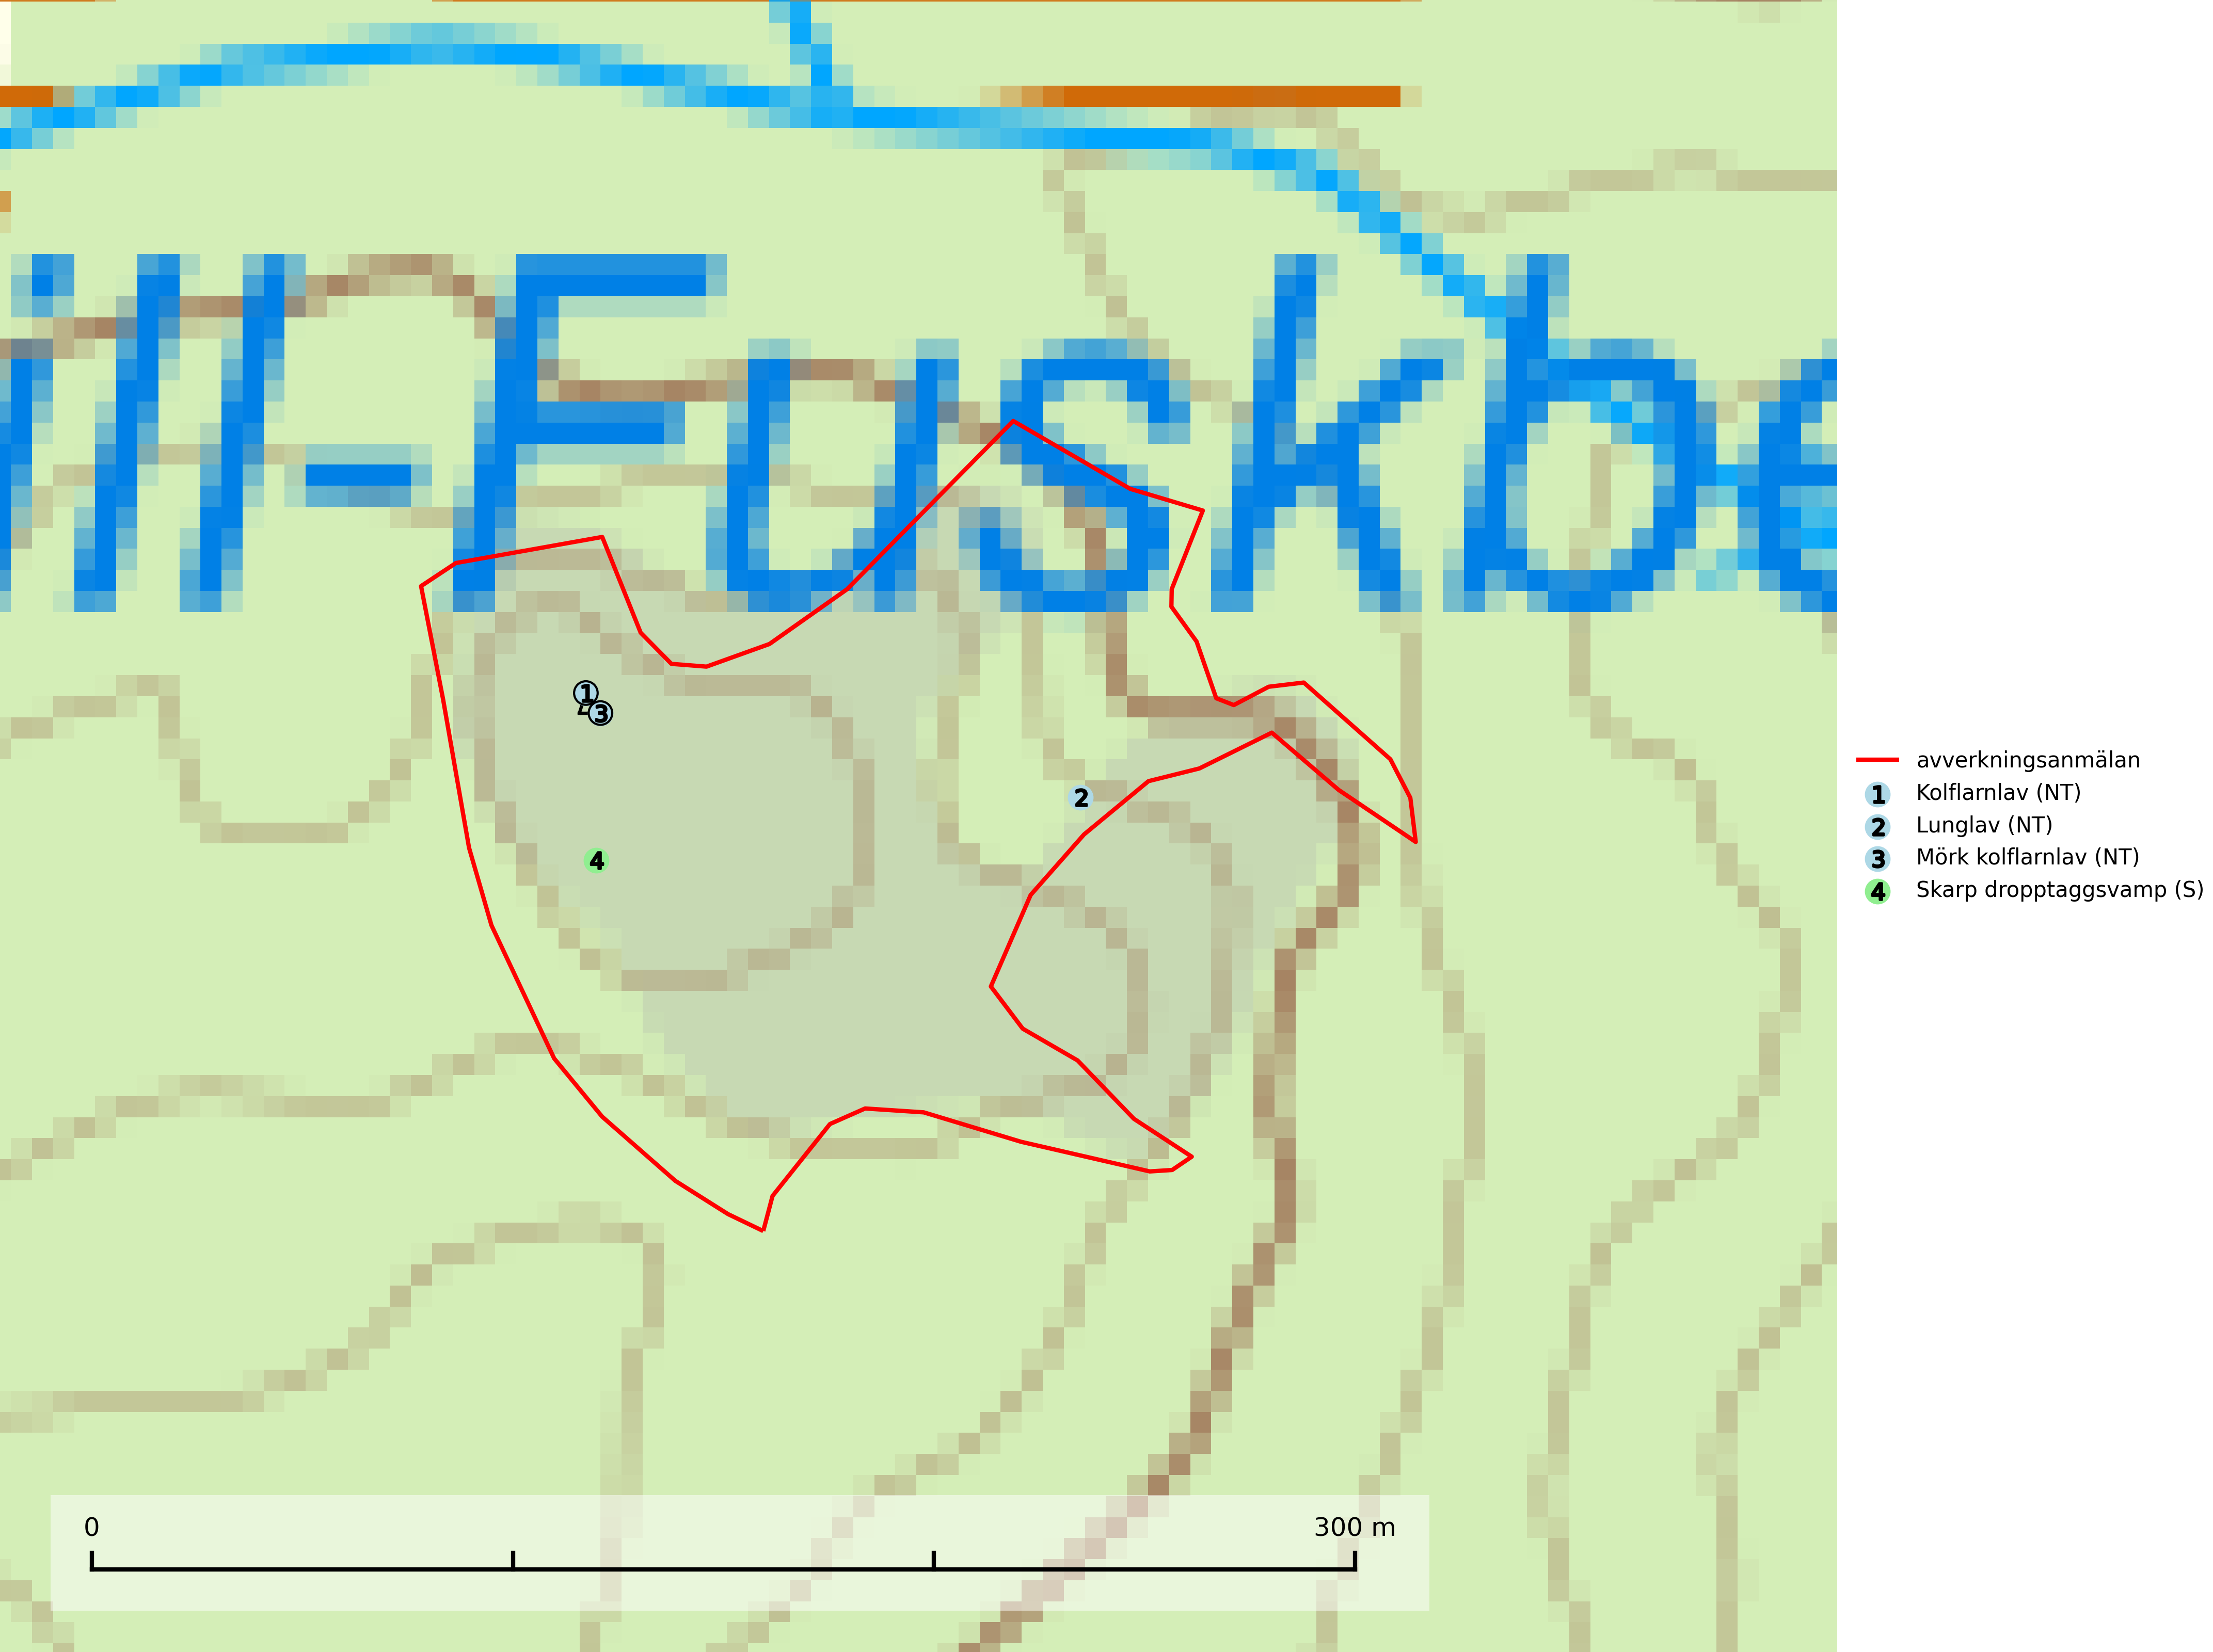 1
3
2
4
avverkningsanmälan
1 Kolflarnlav (NT)
2 Lunglav (NT)
3 Mörk kolflarnlav (NT)
4 Skarp dropptaggsvamp (S)
0 300 m